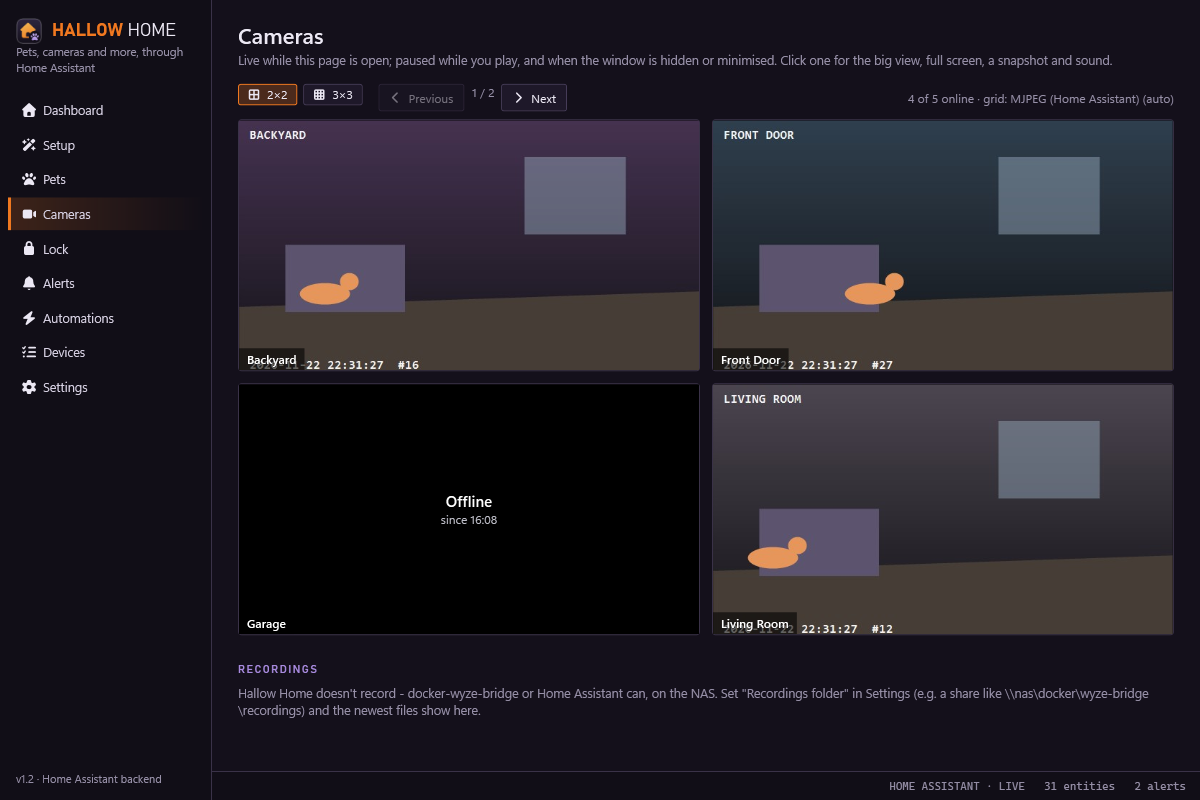 HALLOW HOME
Pets, cameras and more, through
Home Assistant
Dashboard
Setup
Pets
Cameras
Lock
Alerts
Automations
Devices
Settings
v1.2 · Home Assistant backend
Cameras
Live while this page is open; paused while you play, and when the window is hidden or minimised. Click one for the big view, full screen, a snapshot and sound.
2×2 3×3 Previous 1 / 2 Next
4 of 5 online · grid: MJPEG (Home Assistant) (auto)
BACKYARD
Backyard
22 22:31:27 #16
FRONT DOOR
Front Door
22:31:27 #27
Offline
since 16:08
Garage
LIVING ROOM
Living Room
22:31:27 #12
RECORDINGS
Hallow Home doesn't record - docker-wyze-bridge or Home Assistant can, on the NAS. Set "Recordings folder" in Settings (e.g. a share like \\nas\docker\wyze-bridge
\recordings) and the newest files show here.
HOME ASSISTANT · LIVE 31 entities 2 alerts